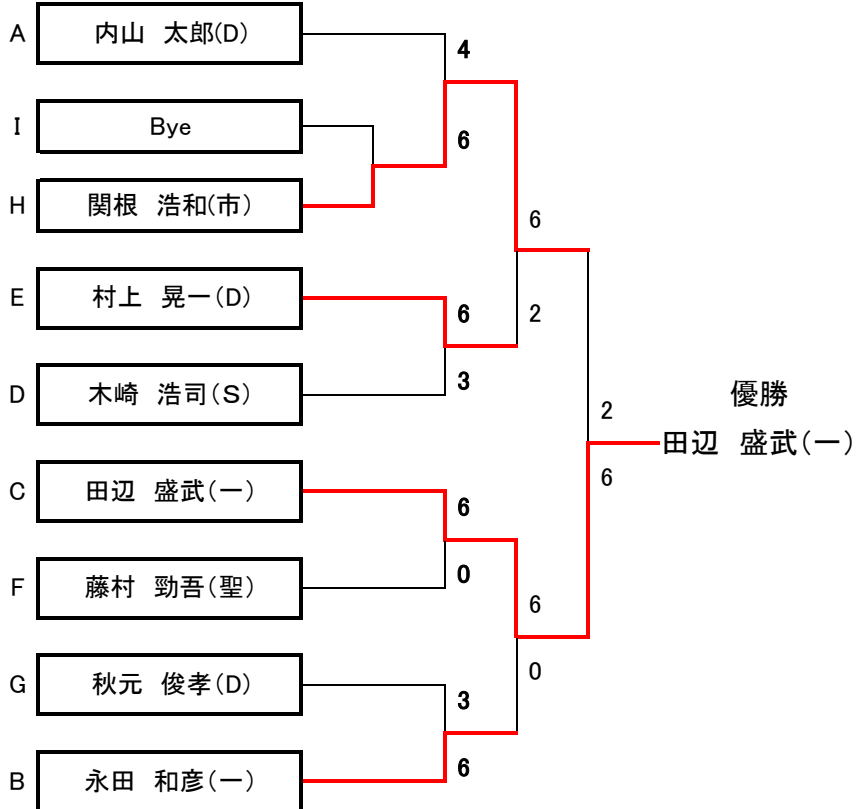 A 内山　太郎(D)
4
I Bye
6
H 関根　浩和(市)
6
E 村上　晃一(D)
6
2
D 木崎　浩司(S)
3
優勝
2
田辺　盛武(一)
6
C 田辺　盛武(一)
6
F 藤村　勁吾(聖)
0
6
G 秋元　俊孝(D)
3
0
B 永田　和彦(一)
6